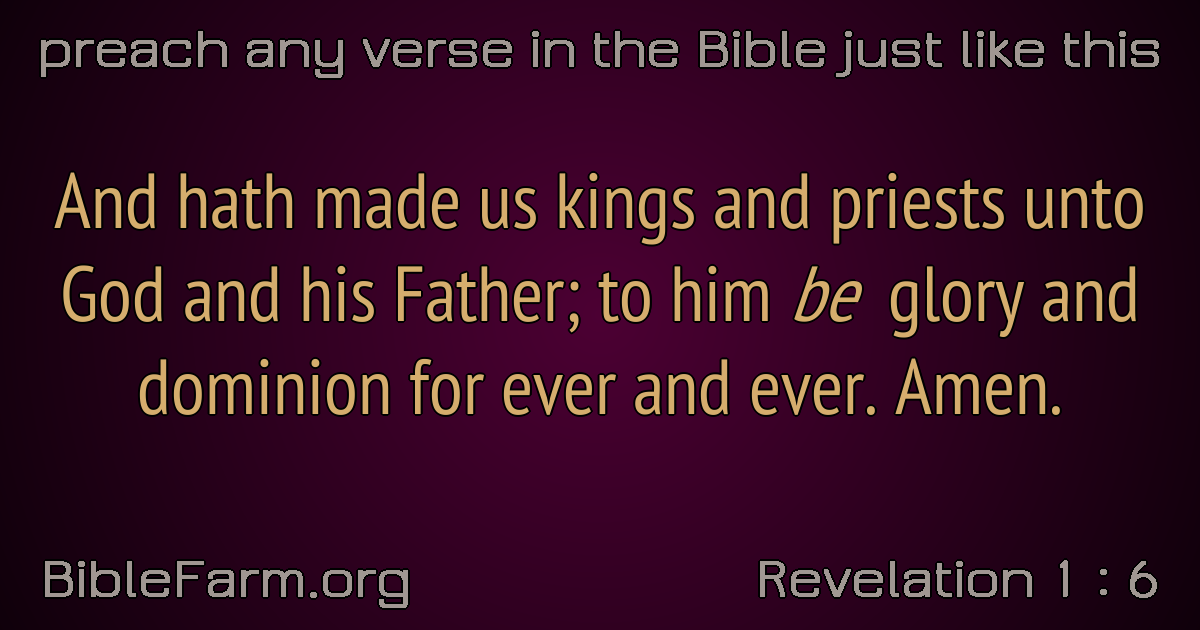 preach any verse in the Bible just like this
And hath made us kings and priests unto
God and his Father; to him be glory and
dominion for ever and ever. Amen.
BibleFarm.org
Revelation 1 : 6